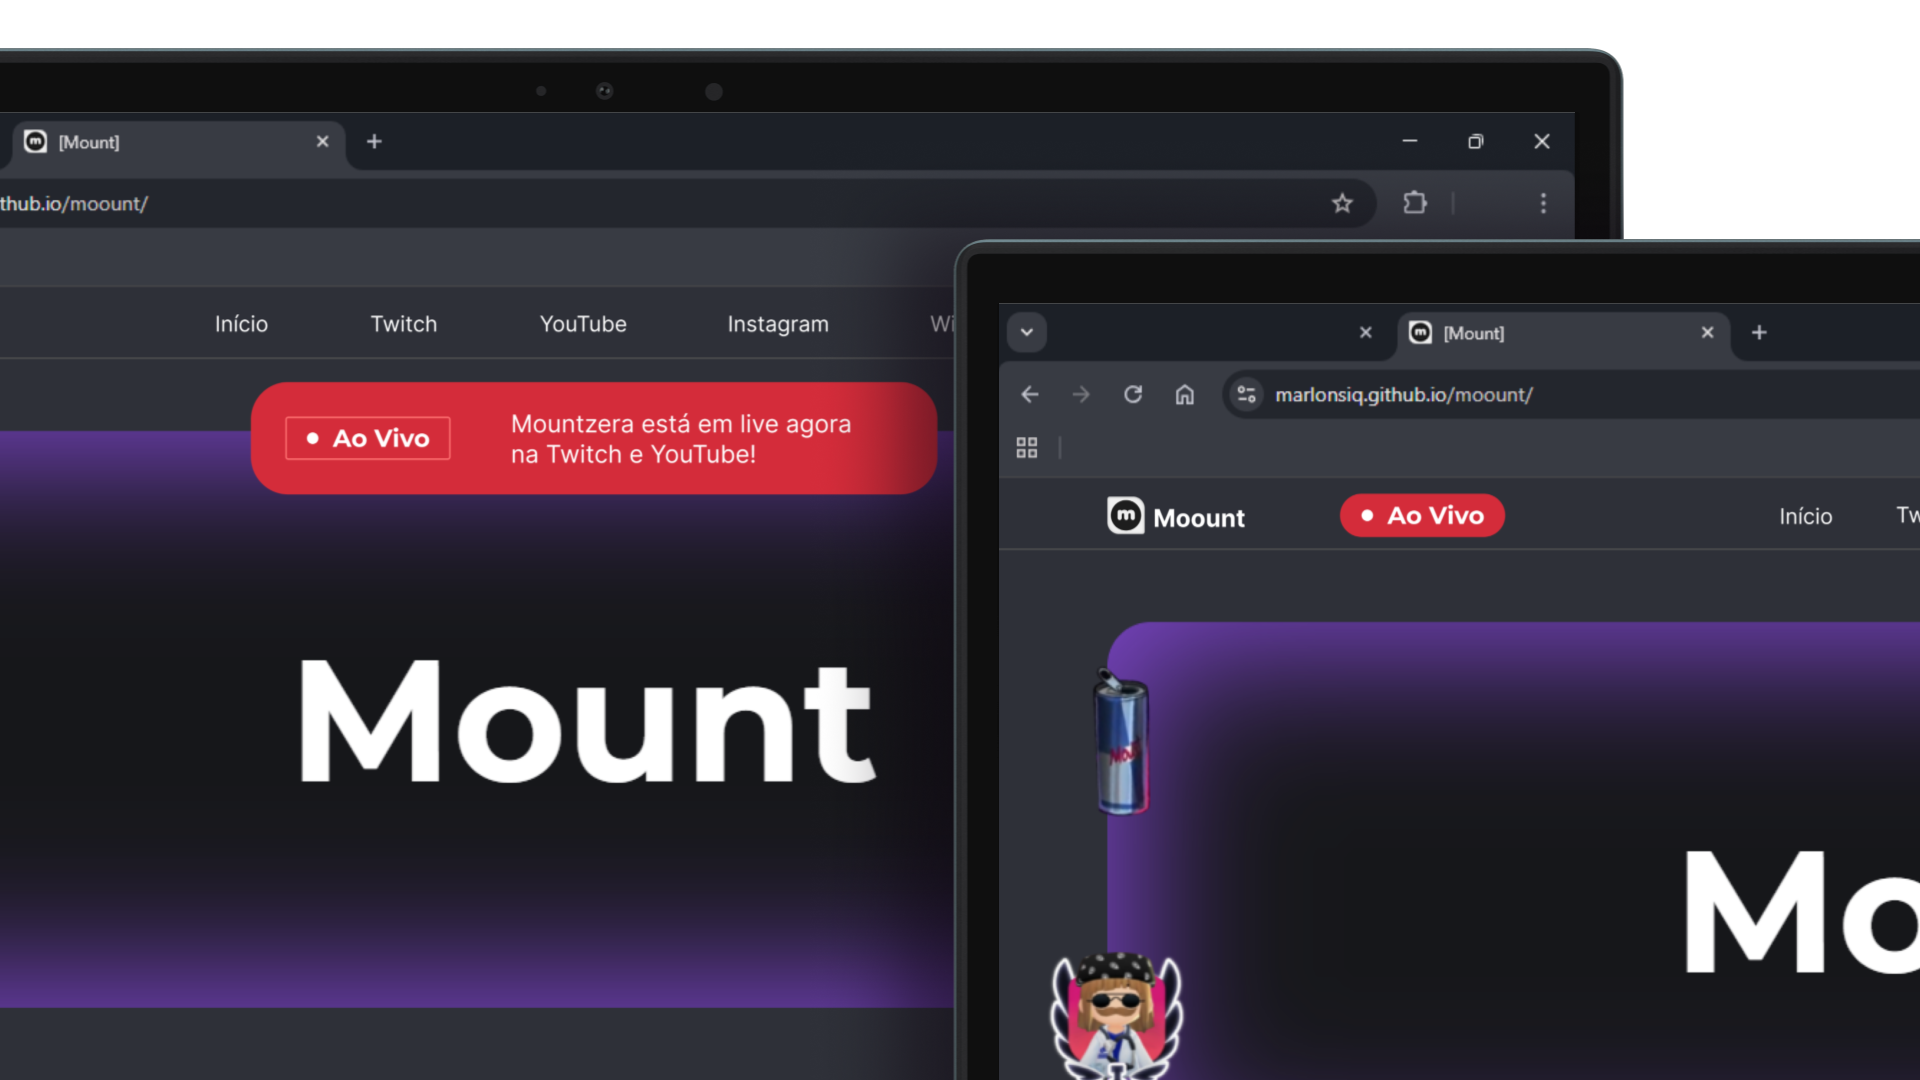 [Mount]
thub.io/moount/
Início
Twitch
YouTube
Instagram
Wi
Ao Vivo
Mountzera está em live agora
na Twitch e YouTube!
Mount
[Mount]
marlonsiq.github.io/moount/
m Moount
Ao Vivo
Início
Tw
Mo